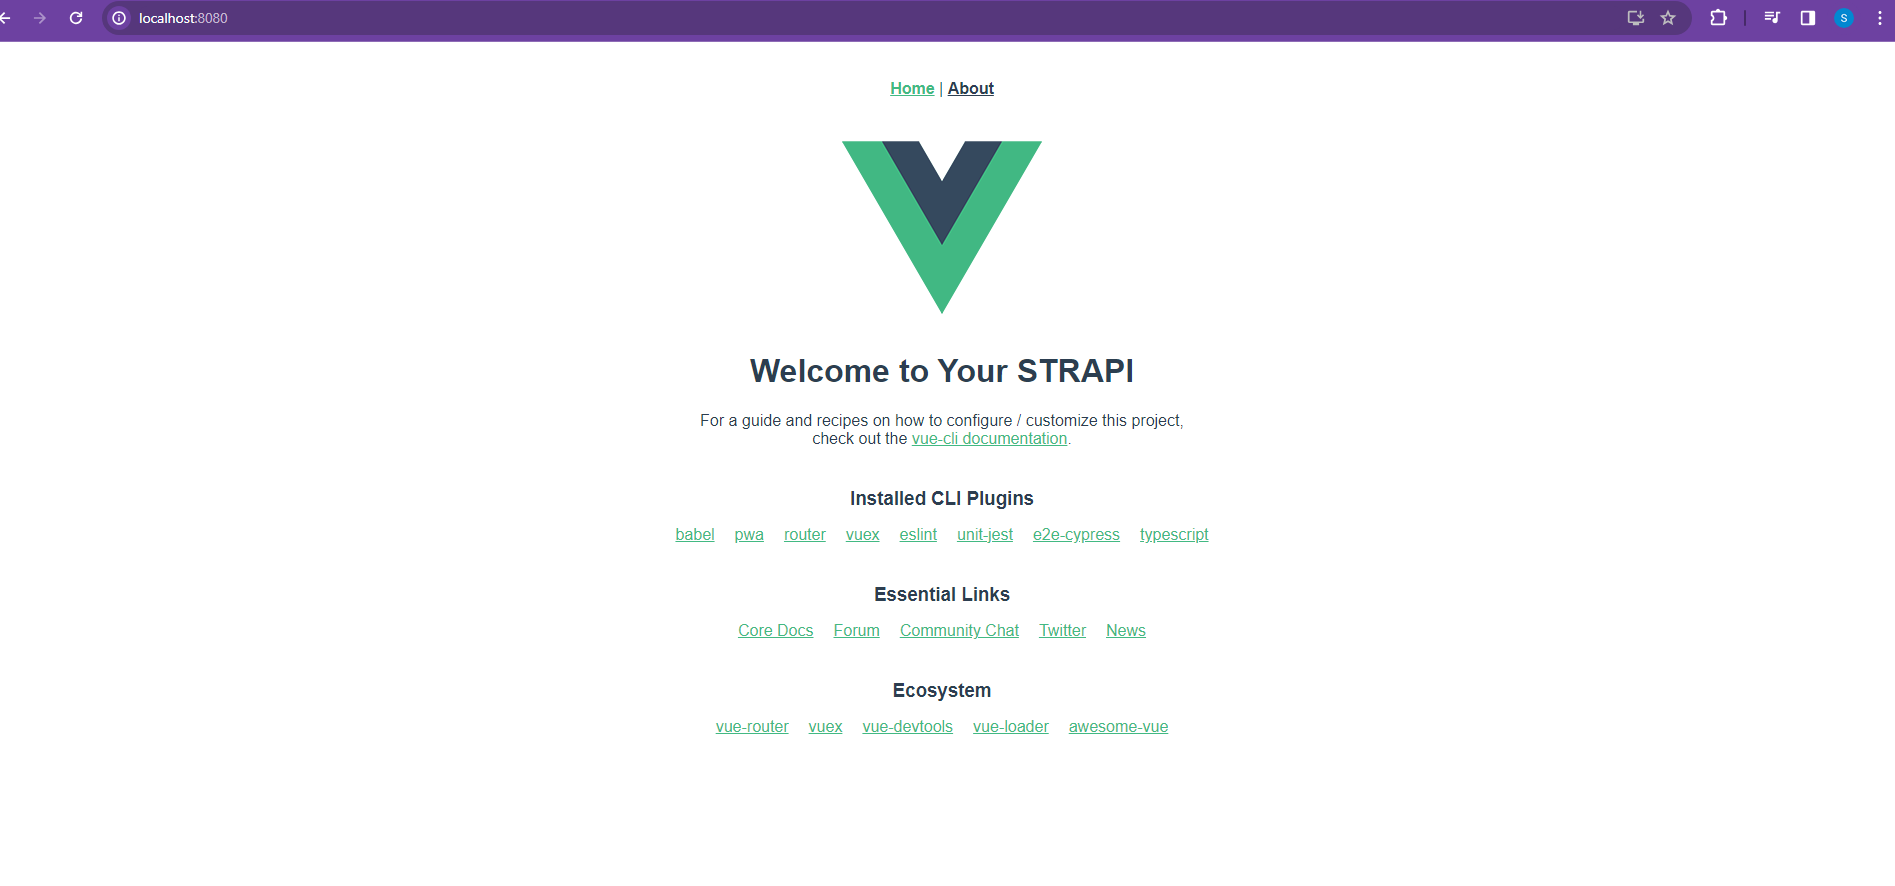 localhost:8080
S
Home | About
Welcome to Your STRAPI
For a guide and recipes on how to configure / customize this project,
check out the vue-cli documentation.
Installed CLI Plugins
babel pwa router vuex eslint unit-jest e2e-cypress typescript
Essential Links
Core Docs Forum Community Chat Twitter News
Ecosystem
vue-router vuex vue-devtools vue-loader awesome-vue